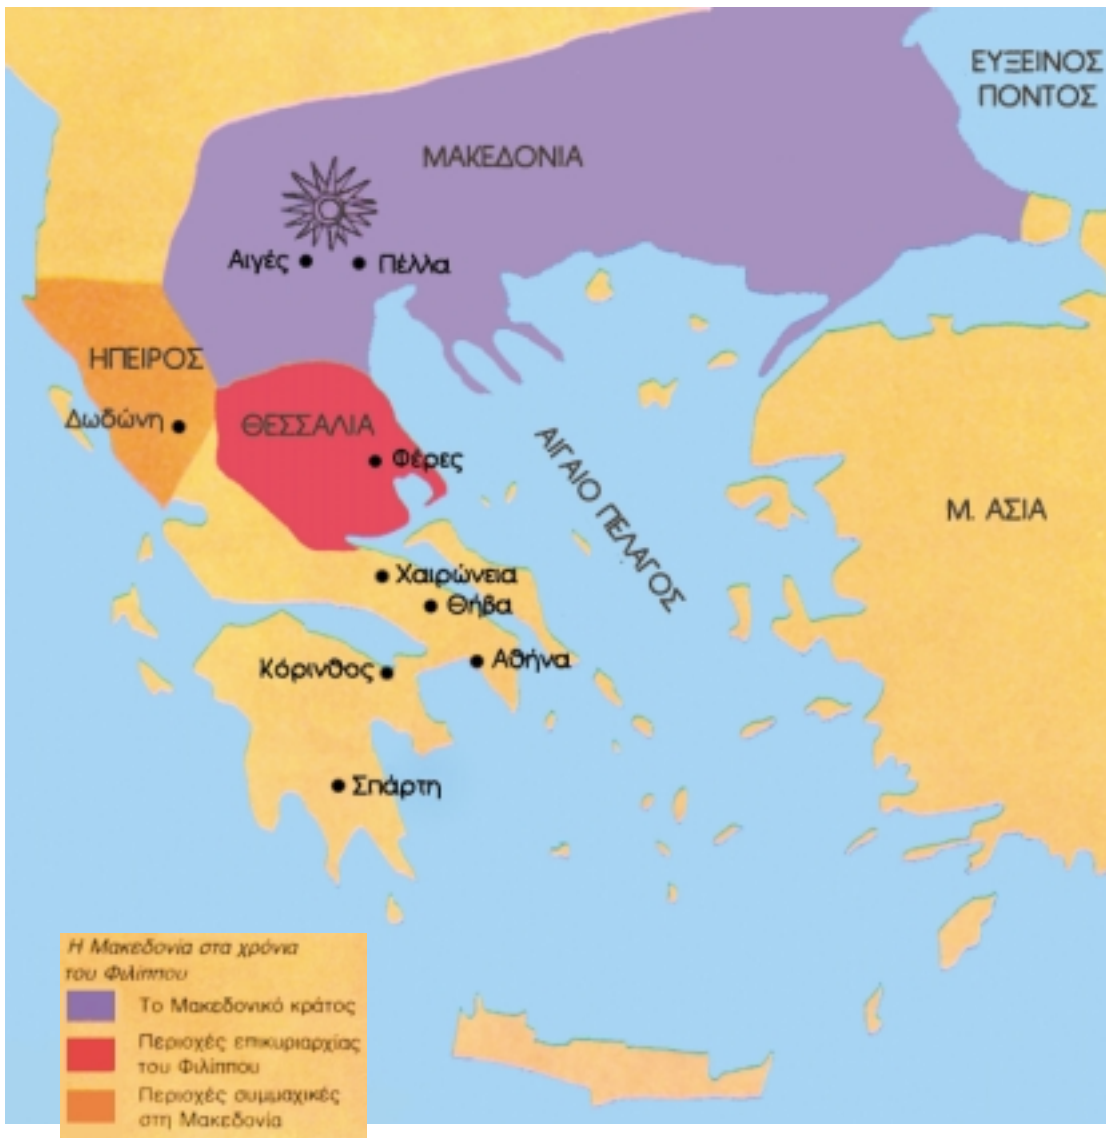 ΕΥΞΕΙΝΟΣ
ΠΟΝΤΟΣ
ΜΑΚΕΔΟΝΙΑ
Αιγές
Πέλλα
ΗΠΕΙΡΟΣ
Δωδώνη
ΘΕΣΣΑΛΙΑ
Φέρες
ΑΙΓΑΙΟ ΠΕΛΑΓΟΣ
Μ. ΑΣΙΑ
Χαιρώνεια
Θήβα
Κόρινθος
Αθήνα
Σπάρτη
Η Μακεδονία στα χρόνια
του Φιλίππου
Το Μακεδονικό κράτος
Περιοχές επικυριαρχίας
του Φιλίππου
Περιοχές συμμαχικές
στη Μακεδονία